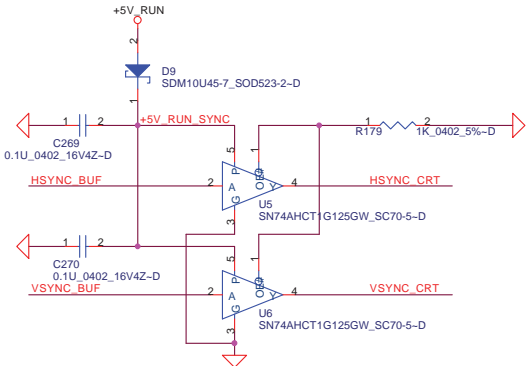 +5V_RUN
2
D9
SDM10U45-7_SOD523-2~D
1
+5V_RUN_SYNC
1 2
C269
0.1U_0402_16V4Z~D
1 2
R179 1K_0402_5%~D
5 1
P OE#
HSYNC_BUF 2 A Y 4 HSYNC_CRT
G
3
U5
SN74AHCT1G125GW_SC70-5~D
1 2
C270
0.1U_0402_16V4Z~D
5 1
P OE#
VSYNC_BUF 2 A Y 4 VSYNC_CRT
G
3
U6
SN74AHCT1G125GW_SC70-5~D